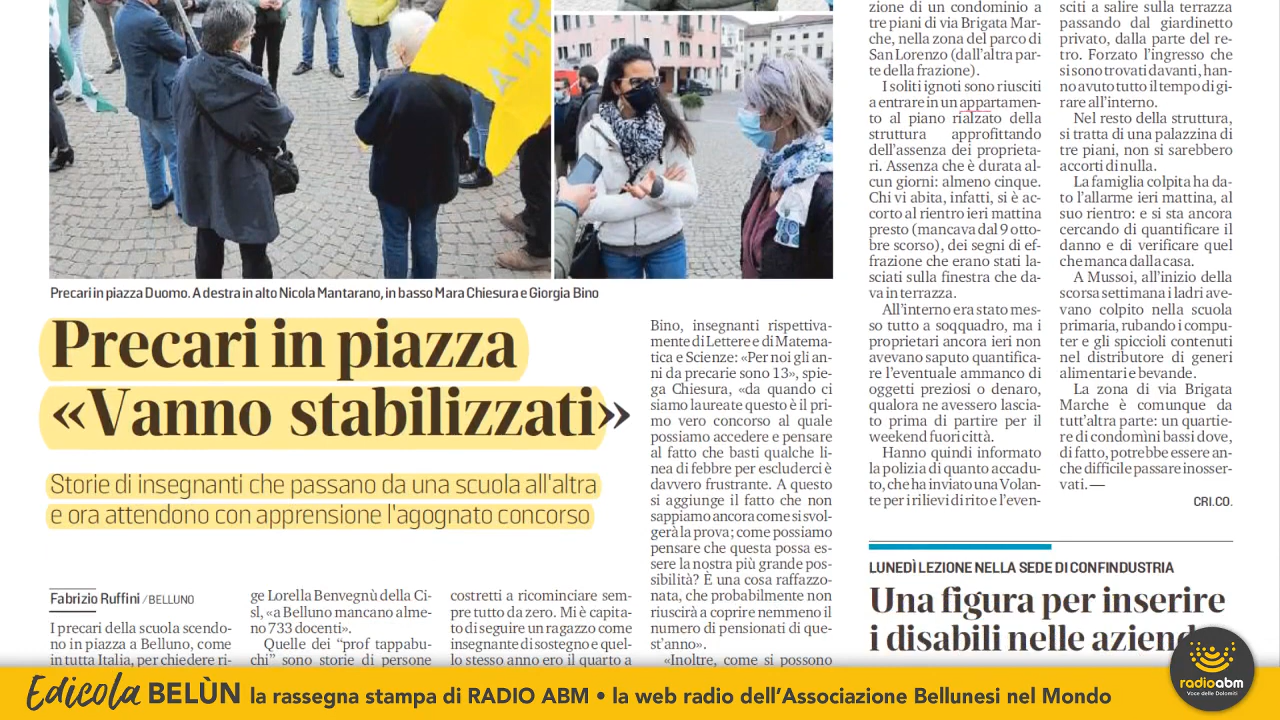 Precari in piazza Duomo. A destra in alto Nicola Mantarano, in basso Mara Chiesura e Giorgia Bino
Precari in piazza
«Vanno stabilizzati»
Storie di insegnanti che passano da una scuola all'altra
e ora attendono con apprensione l'agognato concorso
Fabrizio Ruffini / BELLUNO
I precari della scuola scendo-
no in piazza a Belluno, come
in tutta Italia, per chiedere ri-
ge Lorella Benvegnù della Ci-
sl, «a Belluno mancano alme-
no 733 docenti».
Quelle dei “prof tappabu-
chi” sono storie di persone
costretti a ricominciare sem-
pre tutto da zero. Mi è capita-
to di seguire un ragazzo come
insegnante di sostegno e quel-
lo stesso anno ero il quarto a
Bino, insegnanti rispettiva-
mente di Lettere e di Matema-
tica e Scienze: «Per noi gli an-
ni da precarie sono 13», spie-
ga Chiesura, «da quando ci
siamo laureate questo è il pri-
mo vero concorso al quale
possiamo accedere e pensare
al fatto che basti qualche li-
nea di febbre per escluderci è
davvero frustrante. A questo
si aggiunge il fatto che non
sappiamo ancora come si svol-
gerà la prova; come possiamo
pensare che questa possa es-
sere la nostra più grande pos-
sibilità? È una cosa raffazzo-
nata, che probabilmente non
riuscirà a coprire nemmeno il
numero di pensionati di que-
st'anno».
«Inoltre, come si possono
zione di un condominio a
tre piani di via Brigata Mar-
che, nella zona del parco di
San Lorenzo (dall'altra par-
te della frazione).
I soliti ignoti sono riusciti
a entrare in un appartamen-
to al piano rialzato della
struttura approfittando
dell'assenza dei proprieta-
ri. Assenza che è durata al-
cun giorni: almeno cinque.
Chi vi abita, infatti, si è ac-
corto al rientro ieri mattina
presto (mancava dal 9 otto-
bre scorso), dei segni di ef-
frazione che erano stati la-
sciati sulla finestra che da-
va in terrazza.
All'interno era stato mes-
so tutto a soqquadro, ma i
proprietari ancora ieri non
avevano saputo quantifica-
re l'eventuale ammanco di
oggetti preziosi o denaro,
qualora ne avessero lascia-
to prima di partire per il
weekend fuori città.
Hanno quindi informato
la polizia di quanto accadu-
to, che ha inviato una Volan-
te per i rilievi di rito e l'even-
sciti a salire sulla terrazza
passando dal giardinetto
privato, dalla parte del re-
tro. Forzato l'ingresso che
si sono trovati davanti, han-
no avuto tutto il tempo di gi-
rare all'interno.
Nel resto della struttura,
si tratta di una palazzina di
tre piani, non si sarebbero
accorti di nulla.
La famiglia colpita ha da-
to l'allarme ieri mattina, al
suo rientro: e si sta ancora
cercando di quantificare il
danno e di verificare quel
che manca dalla casa.
A Mussoi, all'inizio della
scorsa settimana i ladri ave-
vano colpito nella scuola
primaria, rubando i compu-
ter e gli spiccioli contenuti
nel distributore di generi
alimentari e bevande.
La zona di via Brigata
Marche è comunque da
tutt'altra parte: un quartie-
re di condomìni bassi dove,
di fatto, potrebbe essere an-
che difficile passare inosser-
vati. —
CRI.CO.
LUNEDÌ LEZIONE NELLA SEDE DI CONFINDUSTRIA
Una figura per inserire
i disabili nelle aziend
Edicola BELÙN la rassegna stampa di RADIO ABM • la web radio dell'Associazione Bellunesi nel Mondo
radioabm
Voce delle Dolomiti